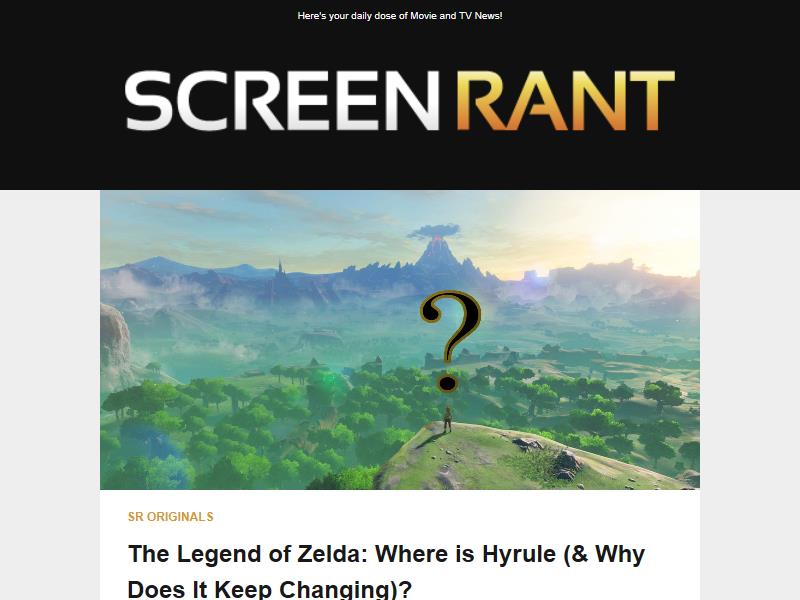 Here's your daily dose of Movie and TV News!
SCREEN RANT
?
SR ORIGINALS
The Legend of Zelda: Where is Hyrule (& Why
Does It Keep Changing)?